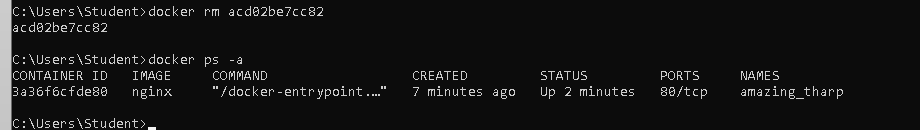 C:\Users\Student>docker rm acd02be7cc82
acd02be7cc82
C:\Users\Student>docker ps -a
CONTAINER ID   IMAGE     COMMAND                  CREATED         STATUS         PORTS     NAMES
3a36f6cfde80   nginx     "/docker-entrypoint.…"   7 minutes ago   Up 2 minutes   80/tcp    amazing_tharp
C:\Users\Student>